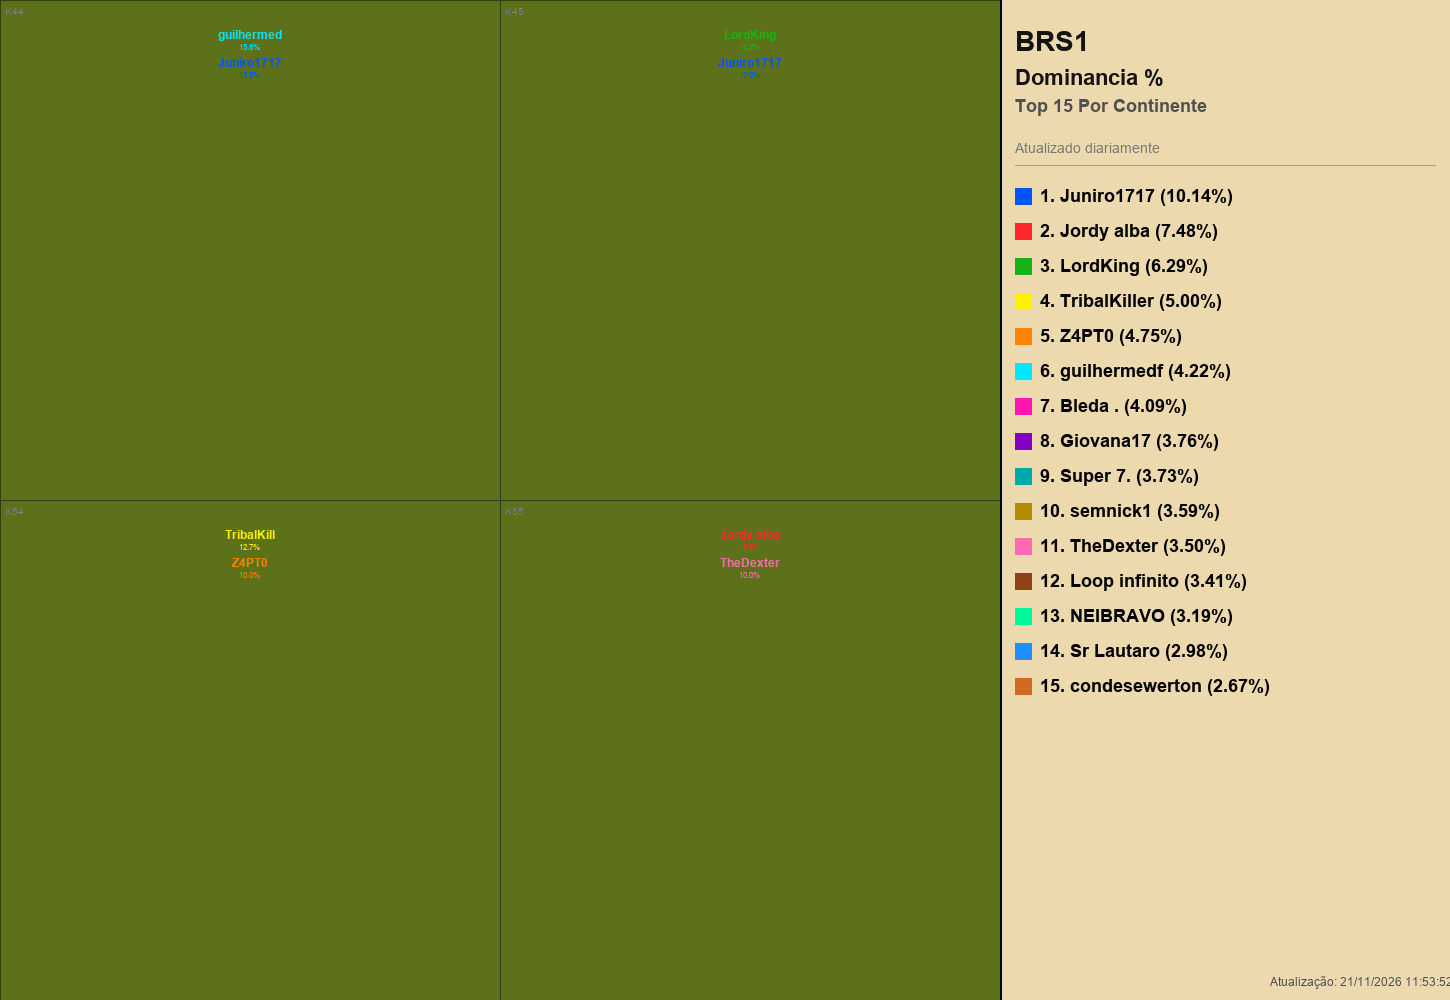 K44
guilhermed
15.8%
Juniro1717
K45
LordKing
Juniro1717
K54
TribalKill
12.7%
Z4PT0
10.0%
K55
Jordy alba
TheDexter
10.0%
BRS1
Dominancia %
Top 15 Por Continente
Atualizado diariamente
1. Juniro1717 (10.14%)
2. Jordy alba (7.48%)
3. LordKing (6.29%)
4. TribalKiller (5.00%)
5. Z4PT0 (4.75%)
6. guilhermedf (4.22%)
7. Bleda . (4.09%)
8. Giovana17 (3.76%)
9. Super 7. (3.73%)
10. semnick1 (3.59%)
11. TheDexter (3.50%)
12. Loop infinito (3.41%)
13. NEIBRAVO (3.19%)
14. Sr Lautaro (2.98%)
15. condesewerton (2.67%)
Atualização: 21/11/2026 11:53:52